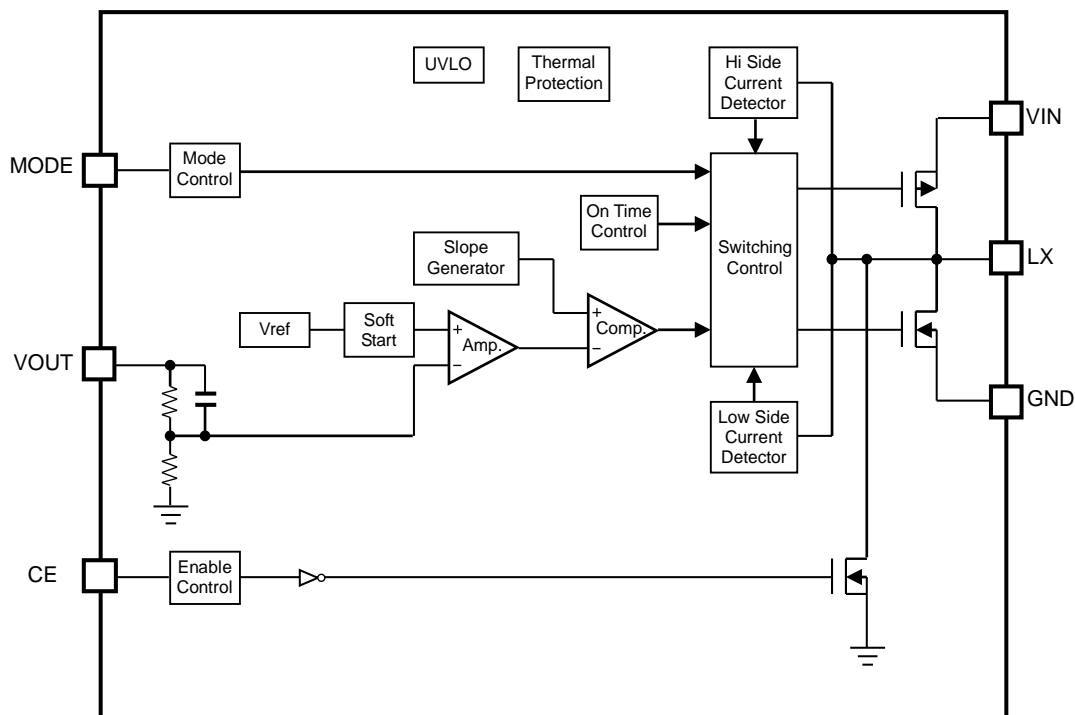 UVLO
Thermal
Protection
Hi Side
Current
Detector
VIN
MODE
Mode
Control
On Time
Control
Switching
Control
LX
Slope
Generator
Vref
Soft
Start
+
Amp.
−
+
Comp.
−
VOUT
GND
Low Side
Current
Detector
CE
Enable
Control